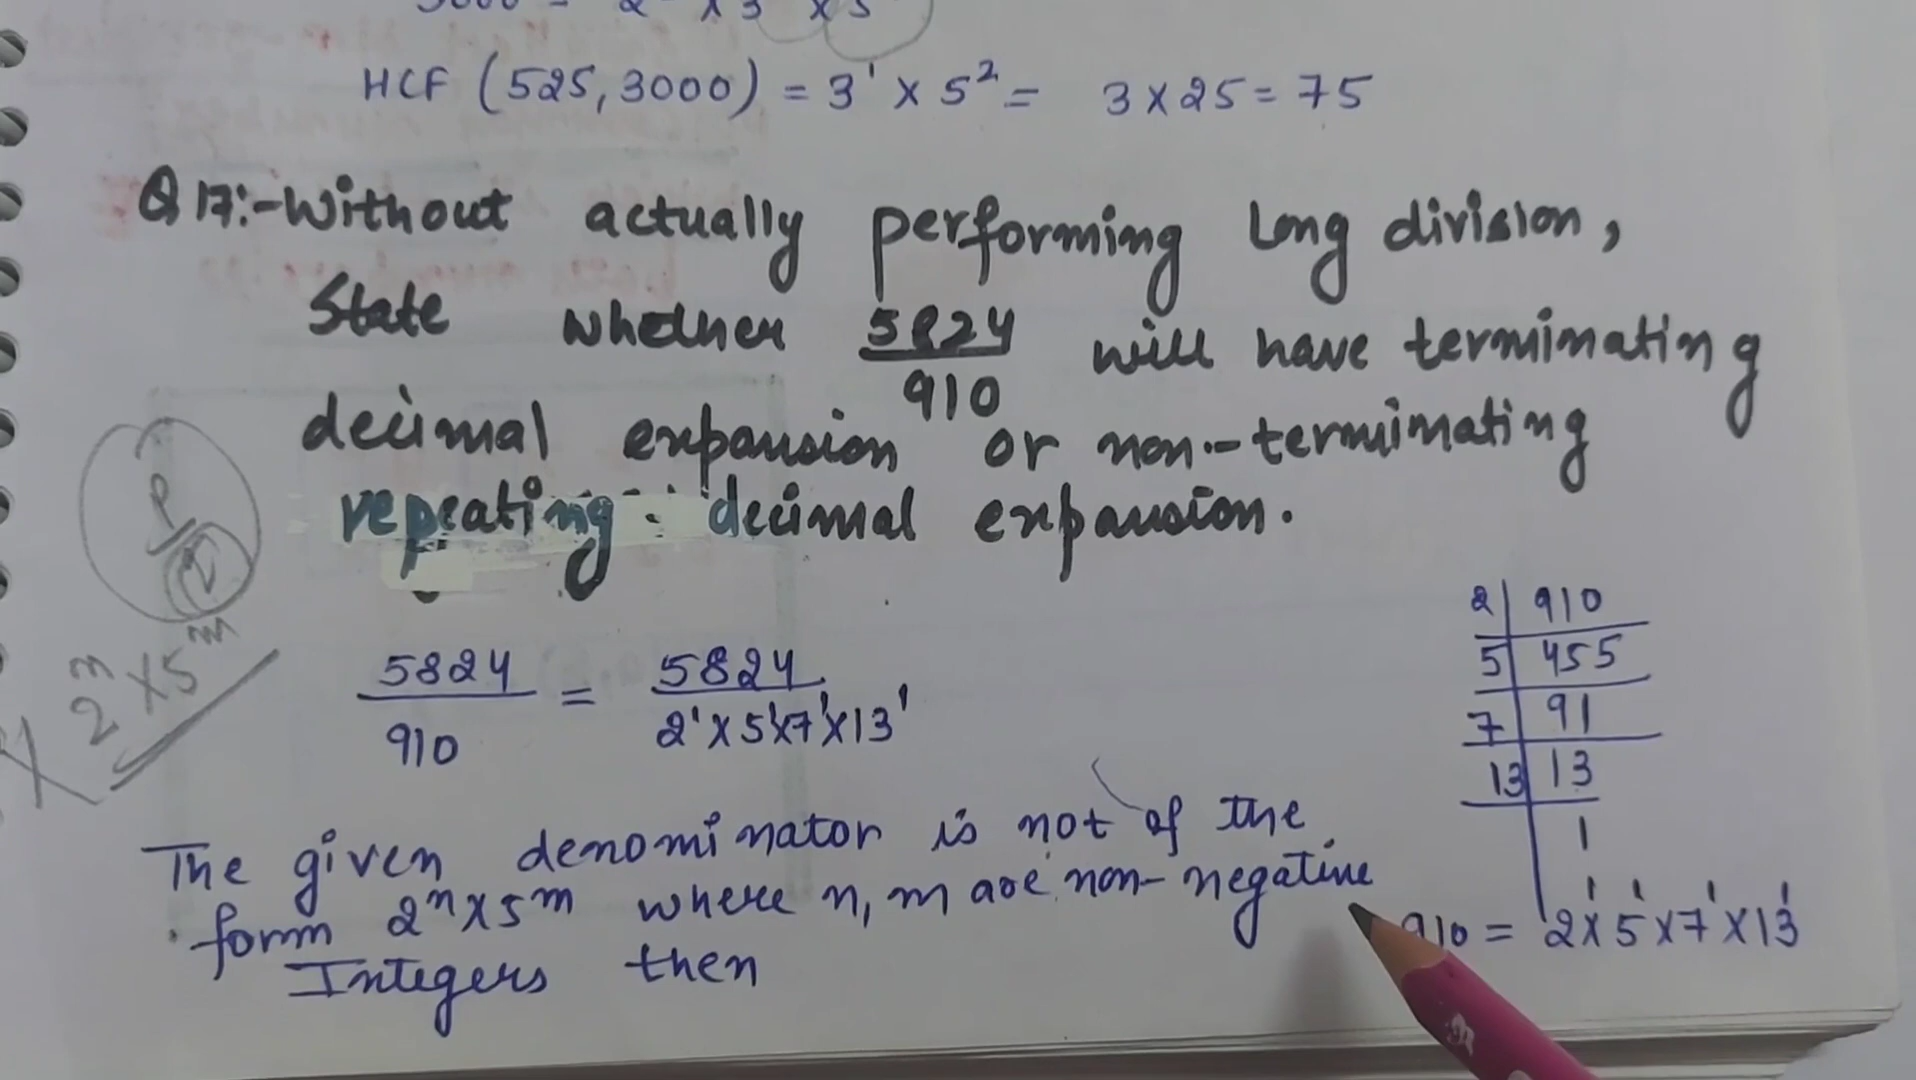 HCF (525, 3000) = 3¹ × 5² = 3 × 25 = 75
Q 17:- Without actually performing long division,
State whether 5824/910 will have terminating
decimal expansion or non-terminating
repeating decimal expansion.
P/q
2ⁿ × 5ᵐ
5824/910 = 5824/2¹ × 5¹ × 7¹ × 13¹
2 | 910
5 | 455
7 | 91
13 | 13
1
910 = 2¹ × 5¹ × 7¹ × 13¹
The given denominator is not of the
form 2ⁿ × 5ᵐ where n, m are non-negative
Integers then